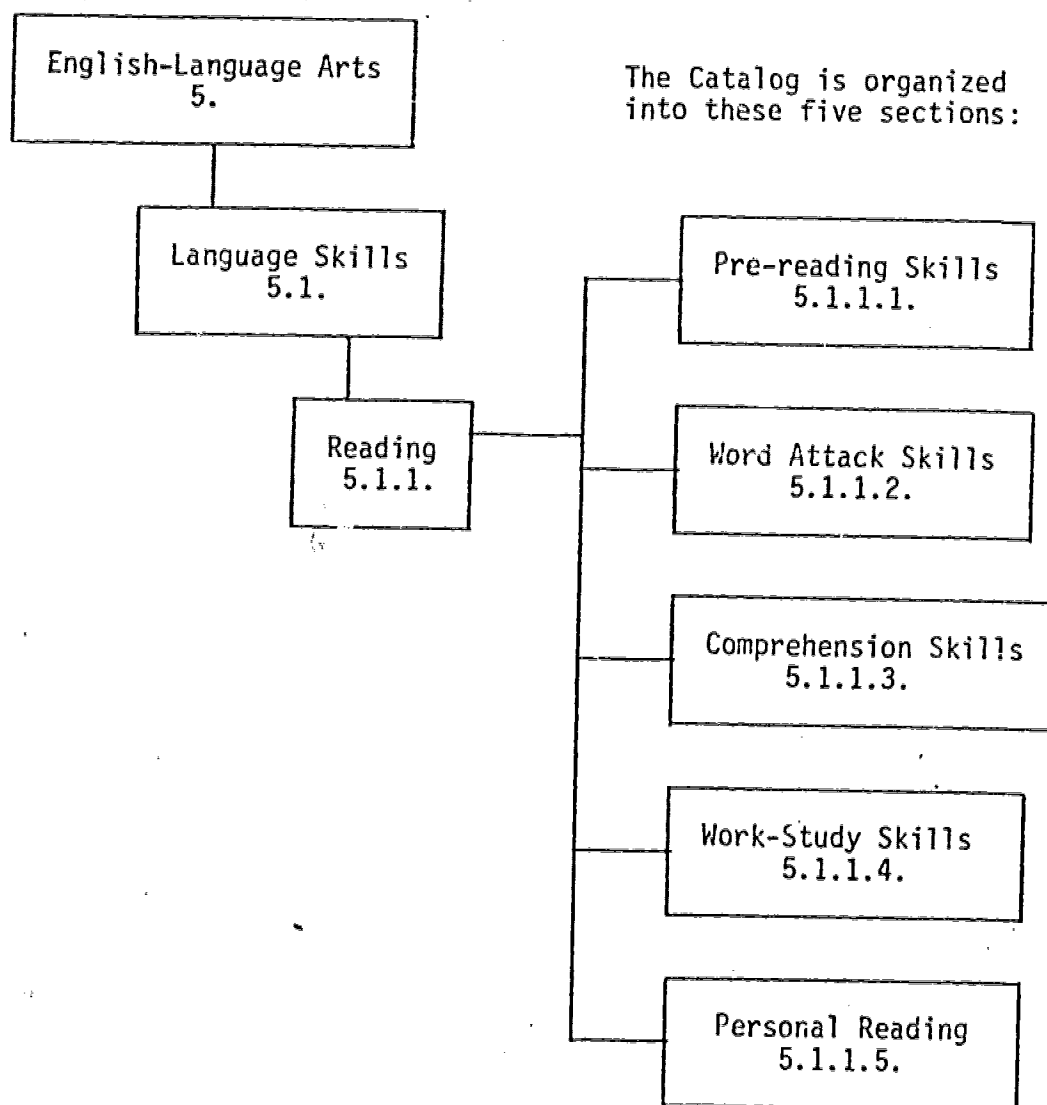 English-Language Arts
5.
The Catalog is organized
into these five sections:
Language Skills
5.1.
Reading
5.1.1.
Pre-reading Skills
5.1.1.1.
Word Attack Skills
5.1.1.2.
Comprehension Skills
5.1.1.3.
Work-Study Skills
5.1.1.4.
Personal Reading
5.1.1.5.